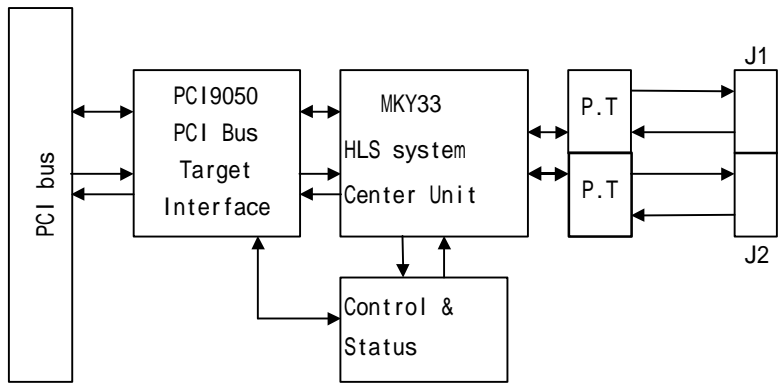 PCI bus
PCI9050
PCI Bus
Target
Interface
MKY33
HLS system
Center Unit
Control &
Status
P.T
P.T
J1
J2